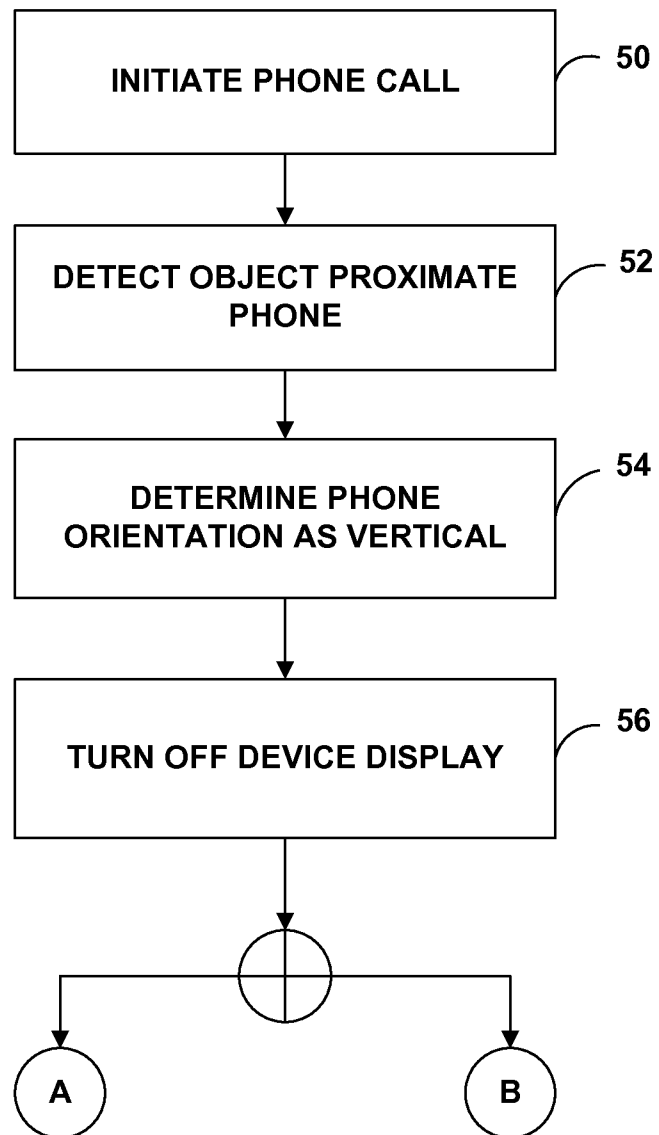 INITIATE PHONE CALL
50
DETECT OBJECT PROXIMATE
PHONE
52
DETERMINE PHONE
ORIENTATION AS VERTICAL
54
TURN OFF DEVICE DISPLAY
56
A
B